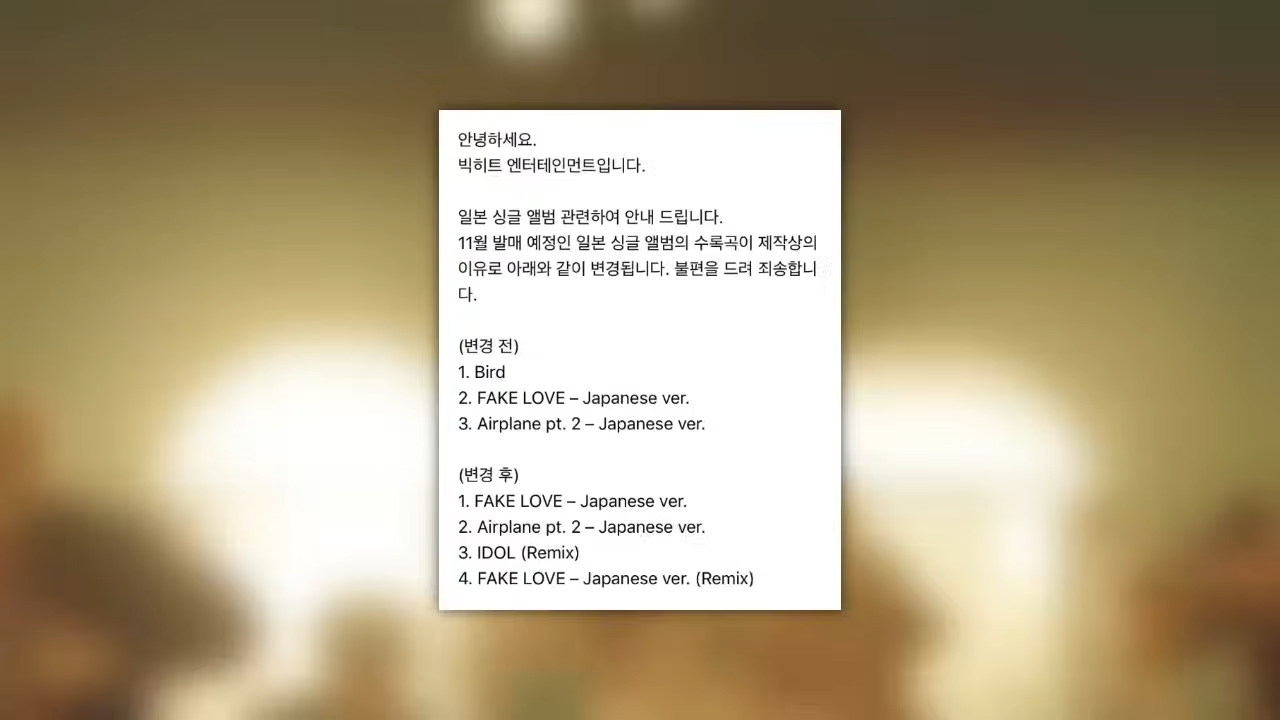 안녕하세요.
빅히트 엔터테인먼트입니다.
일본 싱글 앨범 관련하여 안내 드립니다.
11월 발매 예정인 일본 싱글 앨범의 수록곡이 제작상의
이유로 아래와 같이 변경됩니다. 불편을 드려 죄송합니
다.
(변경 전)
1. Bird
2. FAKE LOVE – Japanese ver.
3. Airplane pt. 2 – Japanese ver.
(변경 후)
1. FAKE LOVE – Japanese ver.
2. Airplane pt. 2 – Japanese ver.
3. IDOL (Remix)
4. FAKE LOVE – Japanese ver. (Remix)